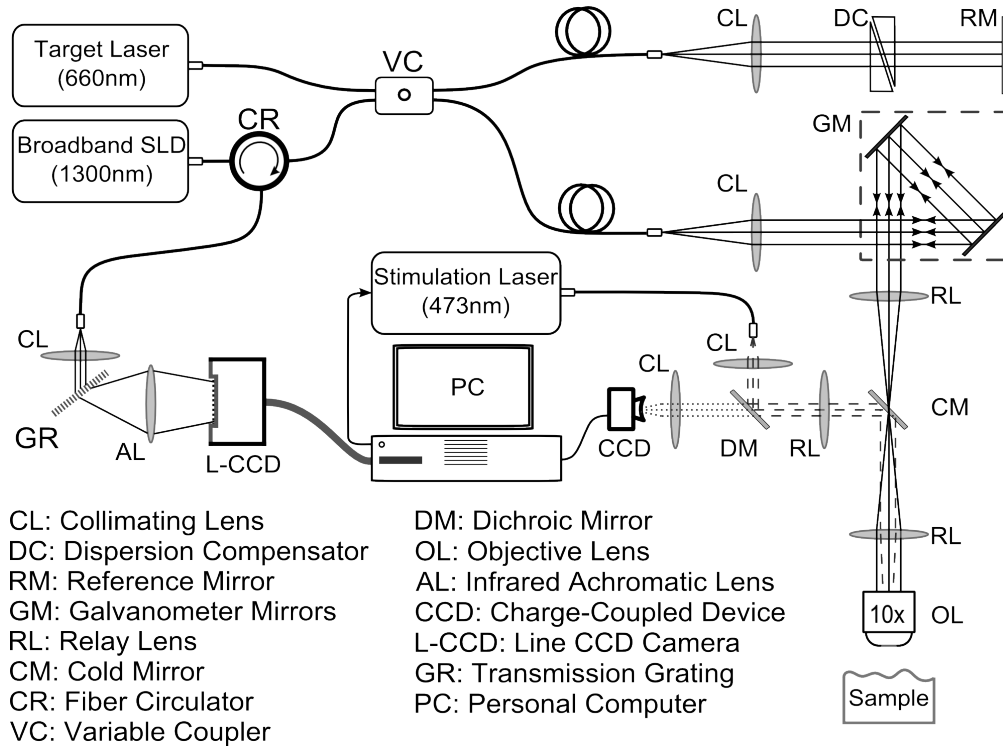 Target Laser
(660nm)
VC
CL
DC
RM
CR
Broadband SLD
(1300nm)
GM
CL
Stimulation Laser
(473nm)
RL
CL
CL
CL
PC
CM
GR
AL
L-CCD
CCD
DM
RL
RL
10x
OL
Sample
CL: Collimating Lens
DC: Dispersion Compensator
RM: Reference Mirror
GM: Galvanometer Mirrors
RL: Relay Lens
CM: Cold Mirror
CR: Fiber Circulator
VC: Variable Coupler
DM: Dichroic Mirror
OL: Objective Lens
AL: Infrared Achromatic Lens
CCD: Charge-Coupled Device
L-CCD: Line CCD Camera
GR: Transmission Grating
PC: Personal Computer